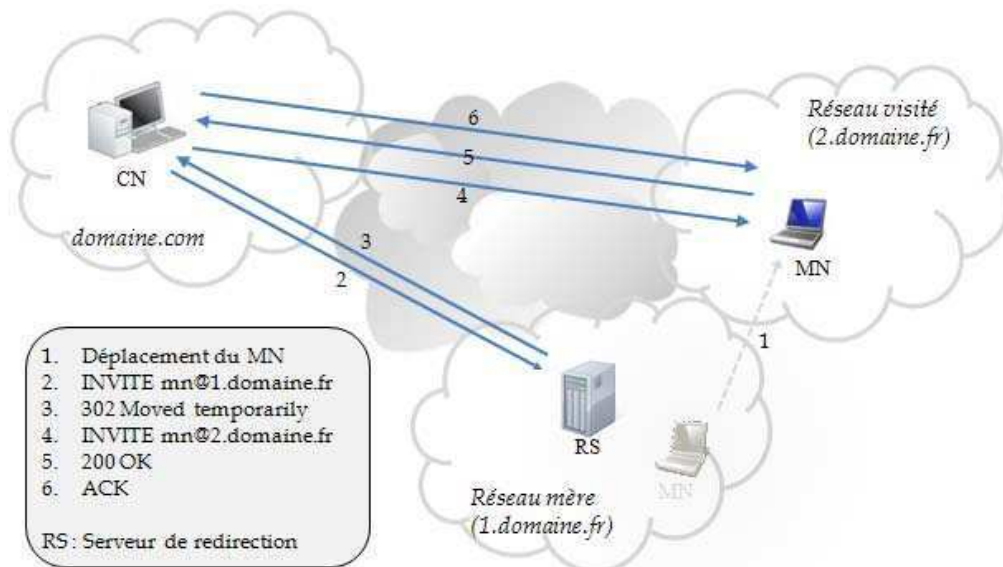 6
Réseau visité
(2.domaine.fr)
5
CN
4
domaine.com
3
MN
2
1
1. Déplacement du MN
2. INVITE mn@1.domaine.fr
3. 302 Moved temporarily
4. INVITE mn@2.domaine.fr
5. 200 OK
6. ACK
RS : Serveur de redirection
RS
MN
Réseau mère
(1.domaine.fr)